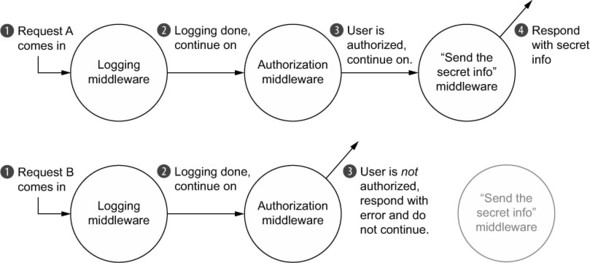 1 Request A
comes in
Logging
middleware
2 Logging done,
continue on
Authorization
middleware
3 User is
authorized,
continue on.
“Send the
secret info”
middleware
4 Respond
with secret
info
1 Request B
comes in
Logging
middleware
2 Logging done,
continue on
Authorization
middleware
3 User is not
authorized,
respond with
error and do
not continue.
“Send the
secret info”
middleware